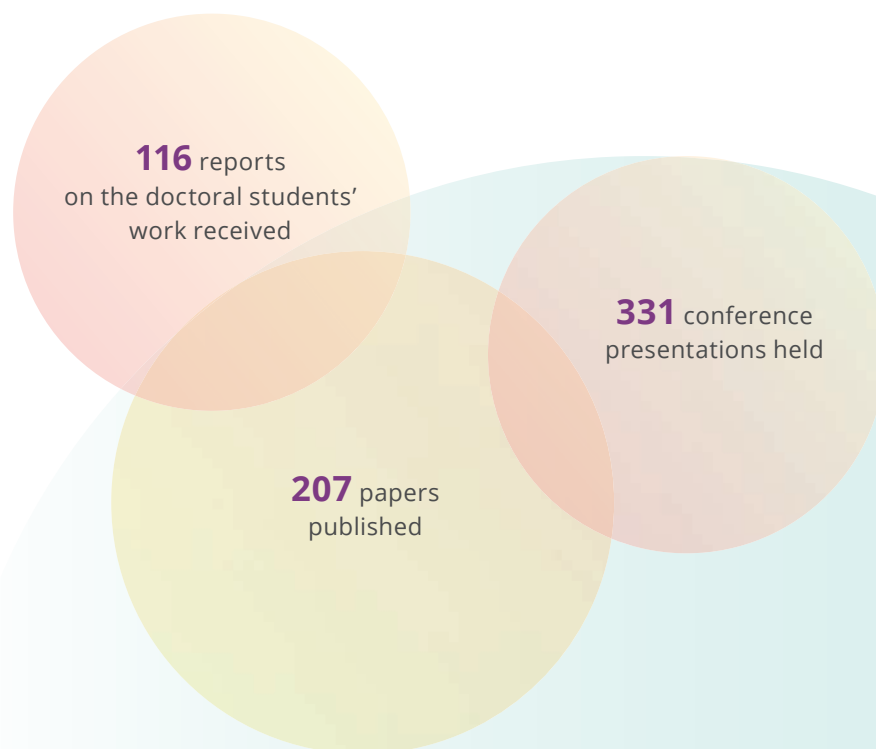 116 reports
on the doctoral students’
work received
331 conference
presentations held
207 papers
published